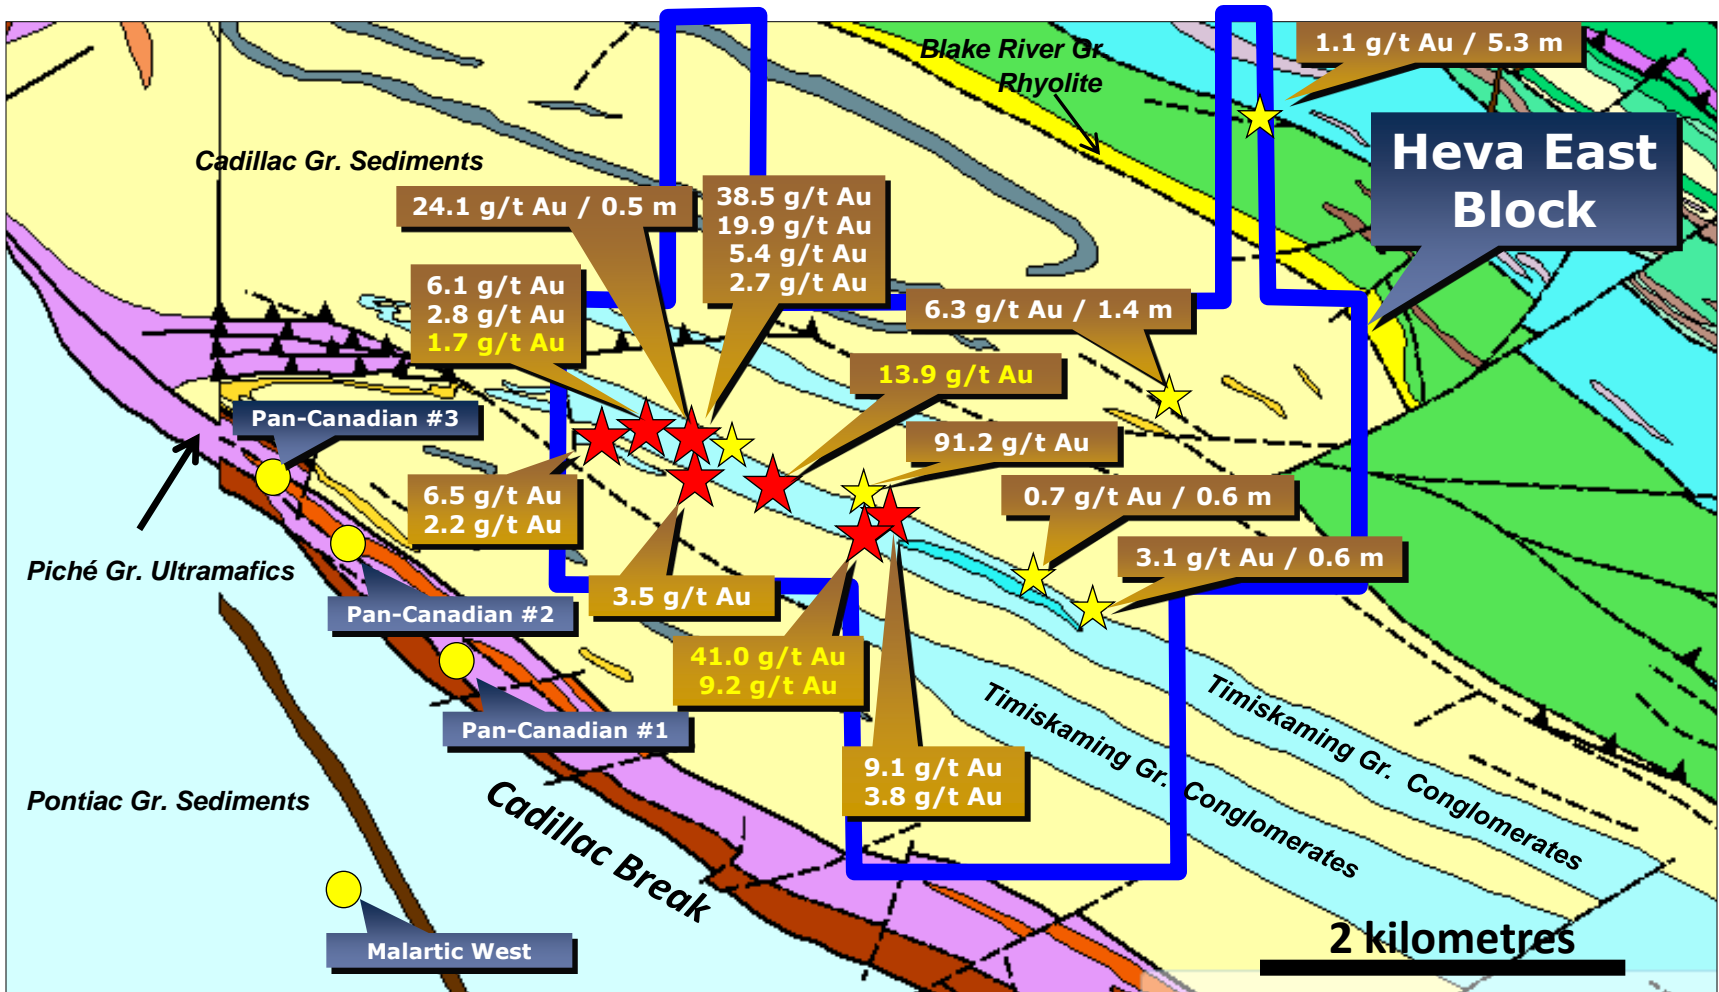 1.1 g/t Au / 5.3 m
Blake River Gr.
Rhyolite
Heva East
Block
Cadillac Gr. Sediments
24.1 g/t Au / 0.5 m
38.5 g/t Au
19.9 g/t Au
5.4 g/t Au
2.7 g/t Au
6.1 g/t Au
2.8 g/t Au
1.7 g/t Au
6.3 g/t Au / 1.4 m
13.9 g/t Au
Pan-Canadian #3
91.2 g/t Au
6.5 g/t Au
2.2 g/t Au
0.7 g/t Au / 0.6 m
3.1 g/t Au / 0.6 m
Piché Gr. Ultramafics
Pan-Canadian #2
3.5 g/t Au
41.0 g/t Au
9.2 g/t Au
Pan-Canadian #1
Timiskaming Gr. Conglomerates
Timiskaming Gr. Conglomerates
9.1 g/t Au
3.8 g/t Au
Pontiac Gr. Sediments
Cadillac Break
Malartic West
2 kilometres